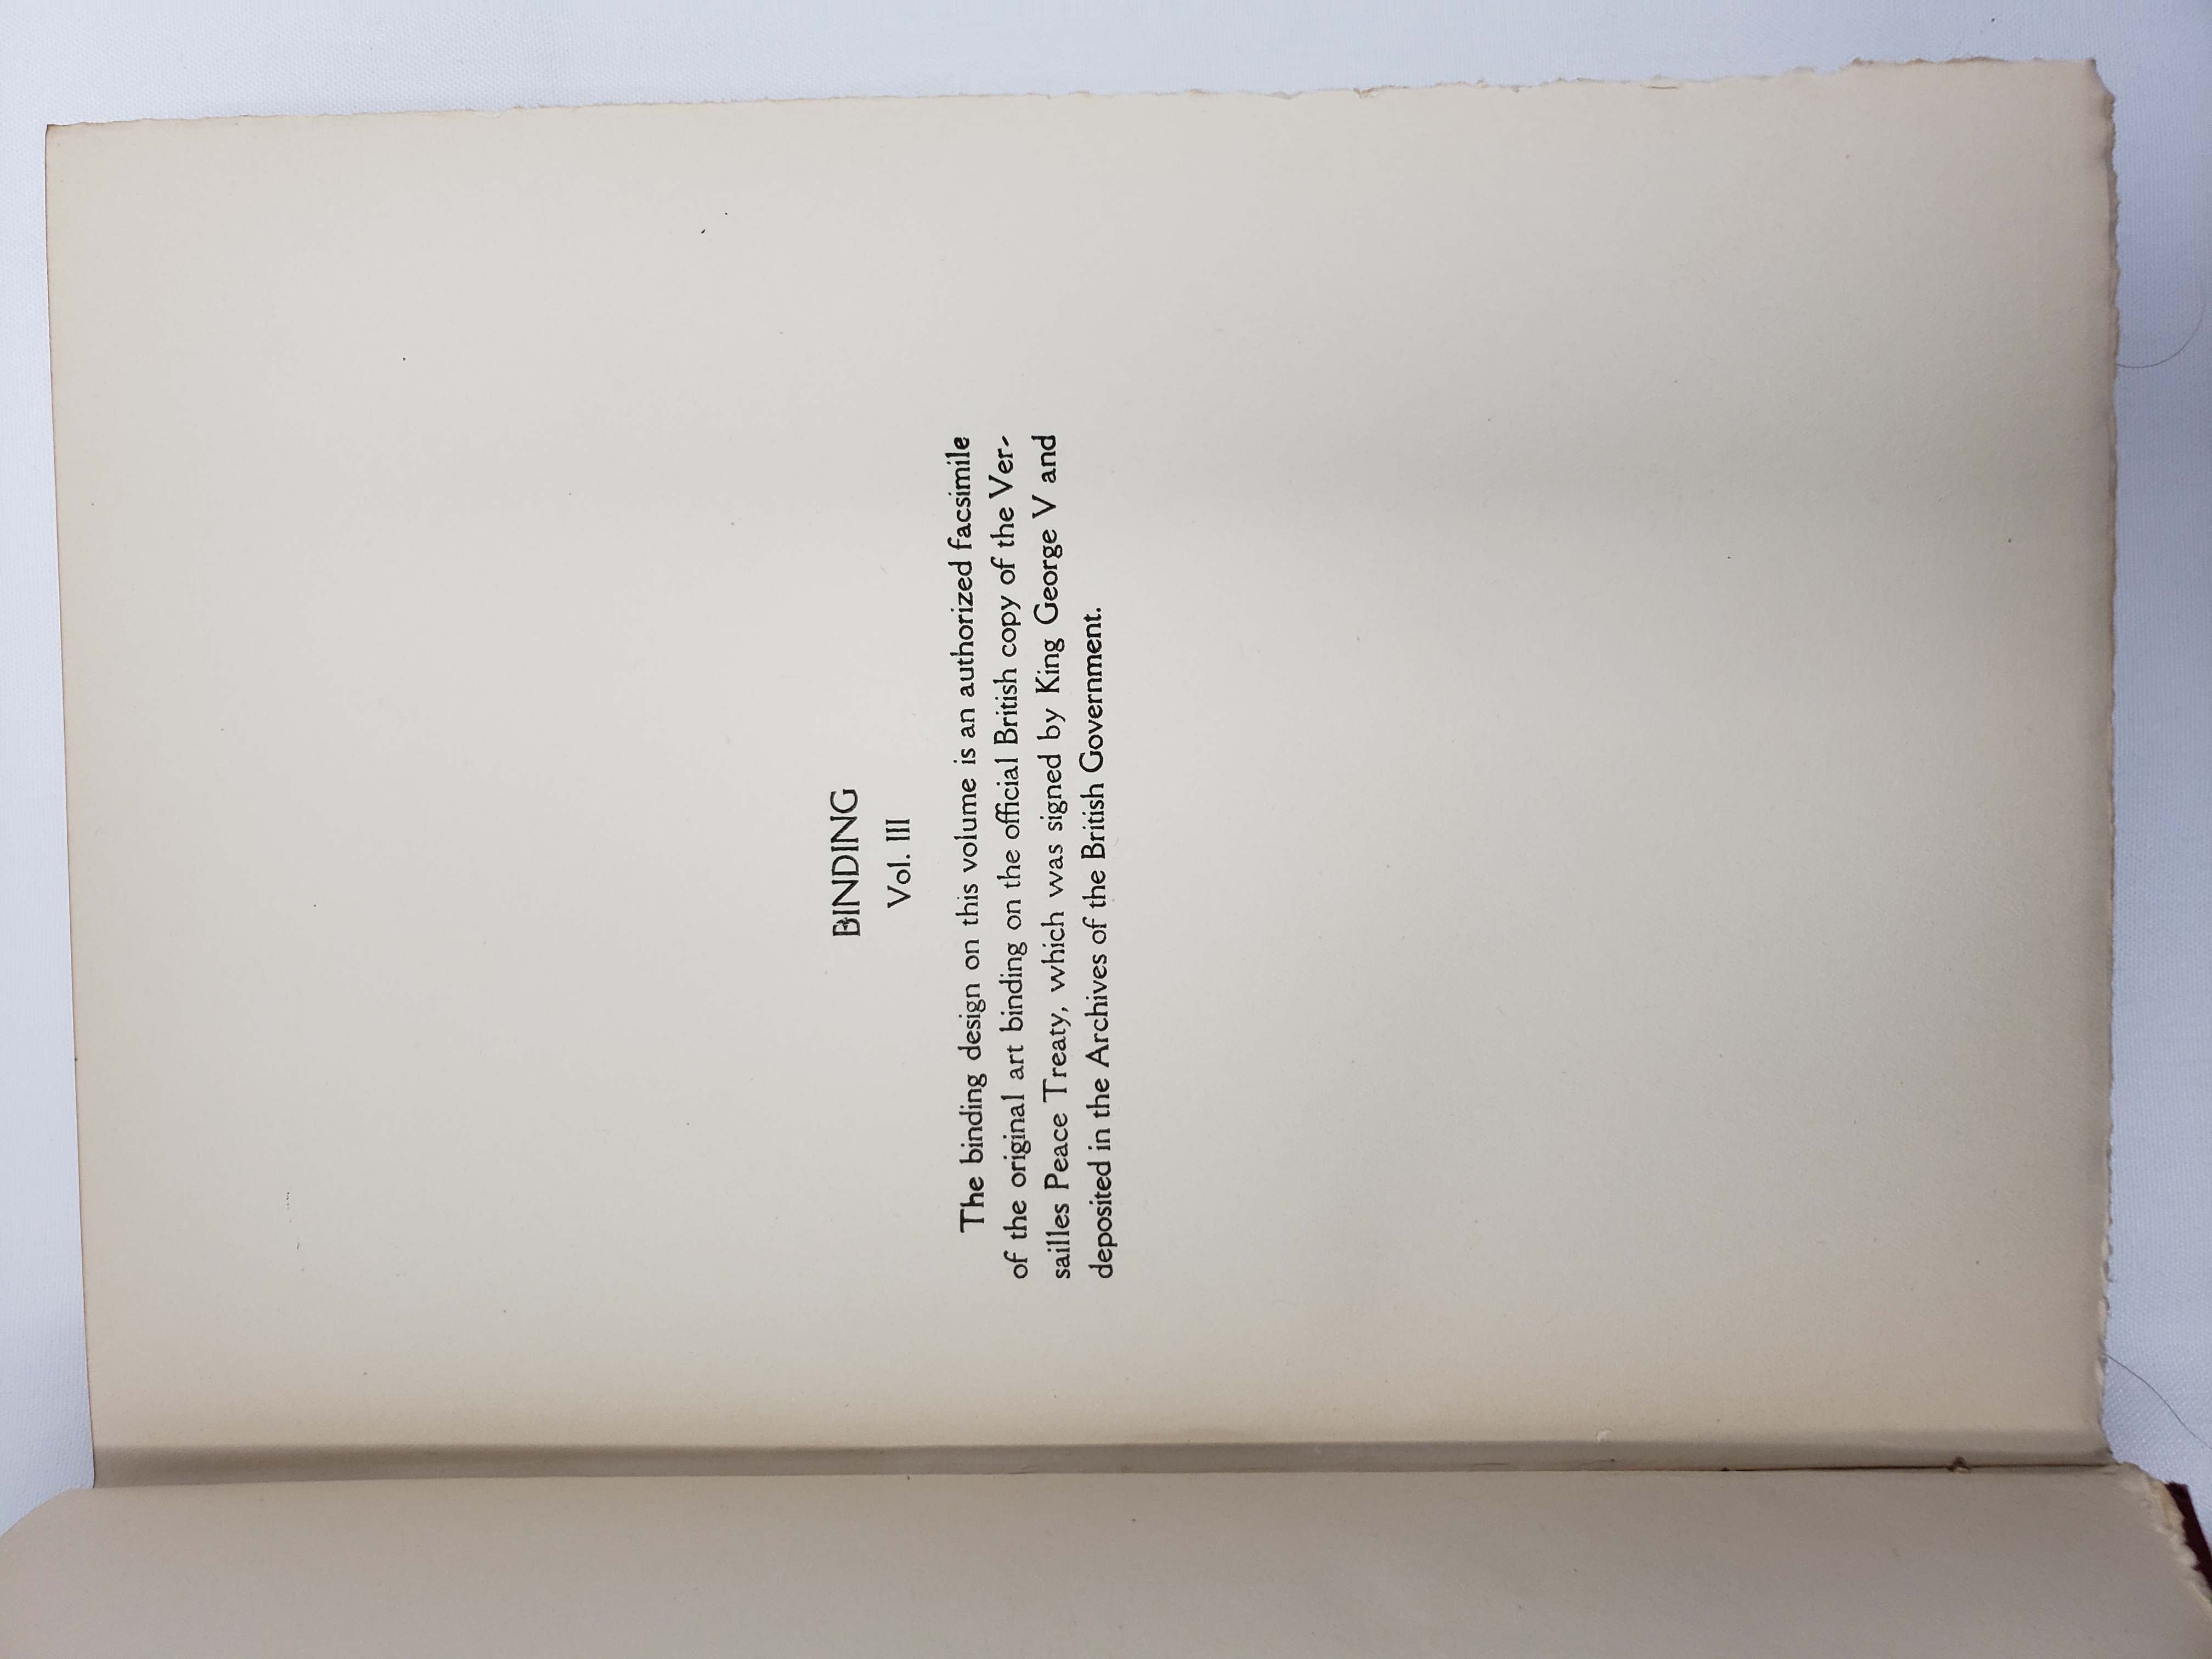 BINDING
Vol. III
The binding design on this volume is an authorized facsimile
of the original art binding on the official British copy of the Ver-
sailles Peace Treaty, which was signed by King George V and
deposited in the Archives of the British Government.